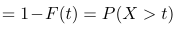 = 1−F(t) = P(X > t)